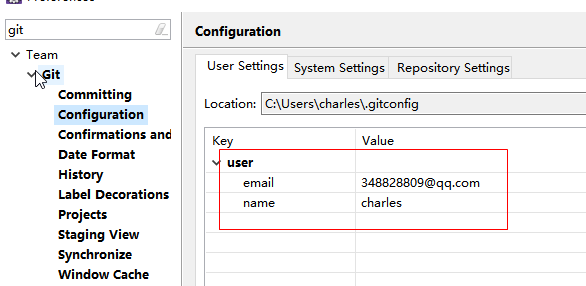 git
Team
Git
Committing
Configuration
Confirmations and
Date Format
History
Label Decorations
Projects
Staging View
Synchronize
Window Cache
Configuration
User Settings
System Settings
Repository Settings
Location:
C:\Users\charles\.gitconfig
Key Value
user
email 348828809@qq.com
name charles